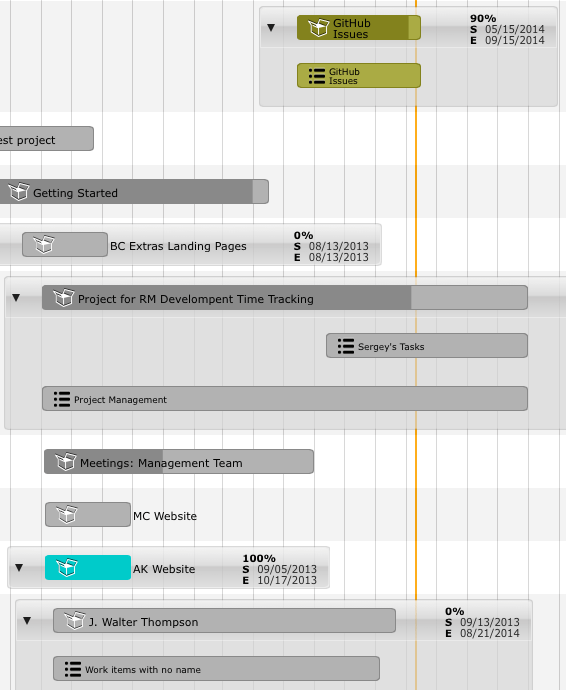 90%
GitHub
Issues
S 05/15/2014
E 09/15/2014
GitHub
Issues
est project
Getting Started
0%
BC Extras Landing Pages
S 08/13/2013
E 08/13/2013
Project for RM Develompent Time Tracking
Sergey's Tasks
Project Management
Meetings: Management Team
MC Website
100%
AK Website
S 09/05/2013
E 10/17/2013
0%
J. Walter Thompson
S 09/13/2013
E 08/21/2014
Work items with no name